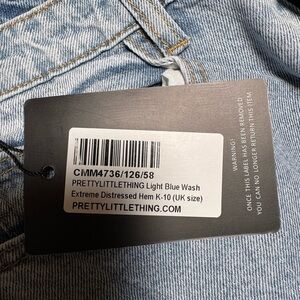 CMM4736/126/58
PRETTYLITTLETHING Light Blue Wash
Extreme Distressed Hem K-10 (UK size)
PRETTYLITTLETHING.COM
WARNING!
ONCE THIS LABEL HAS BEEN REMOVED
YOU CAN NO LONGER RETURN THIS ITEM